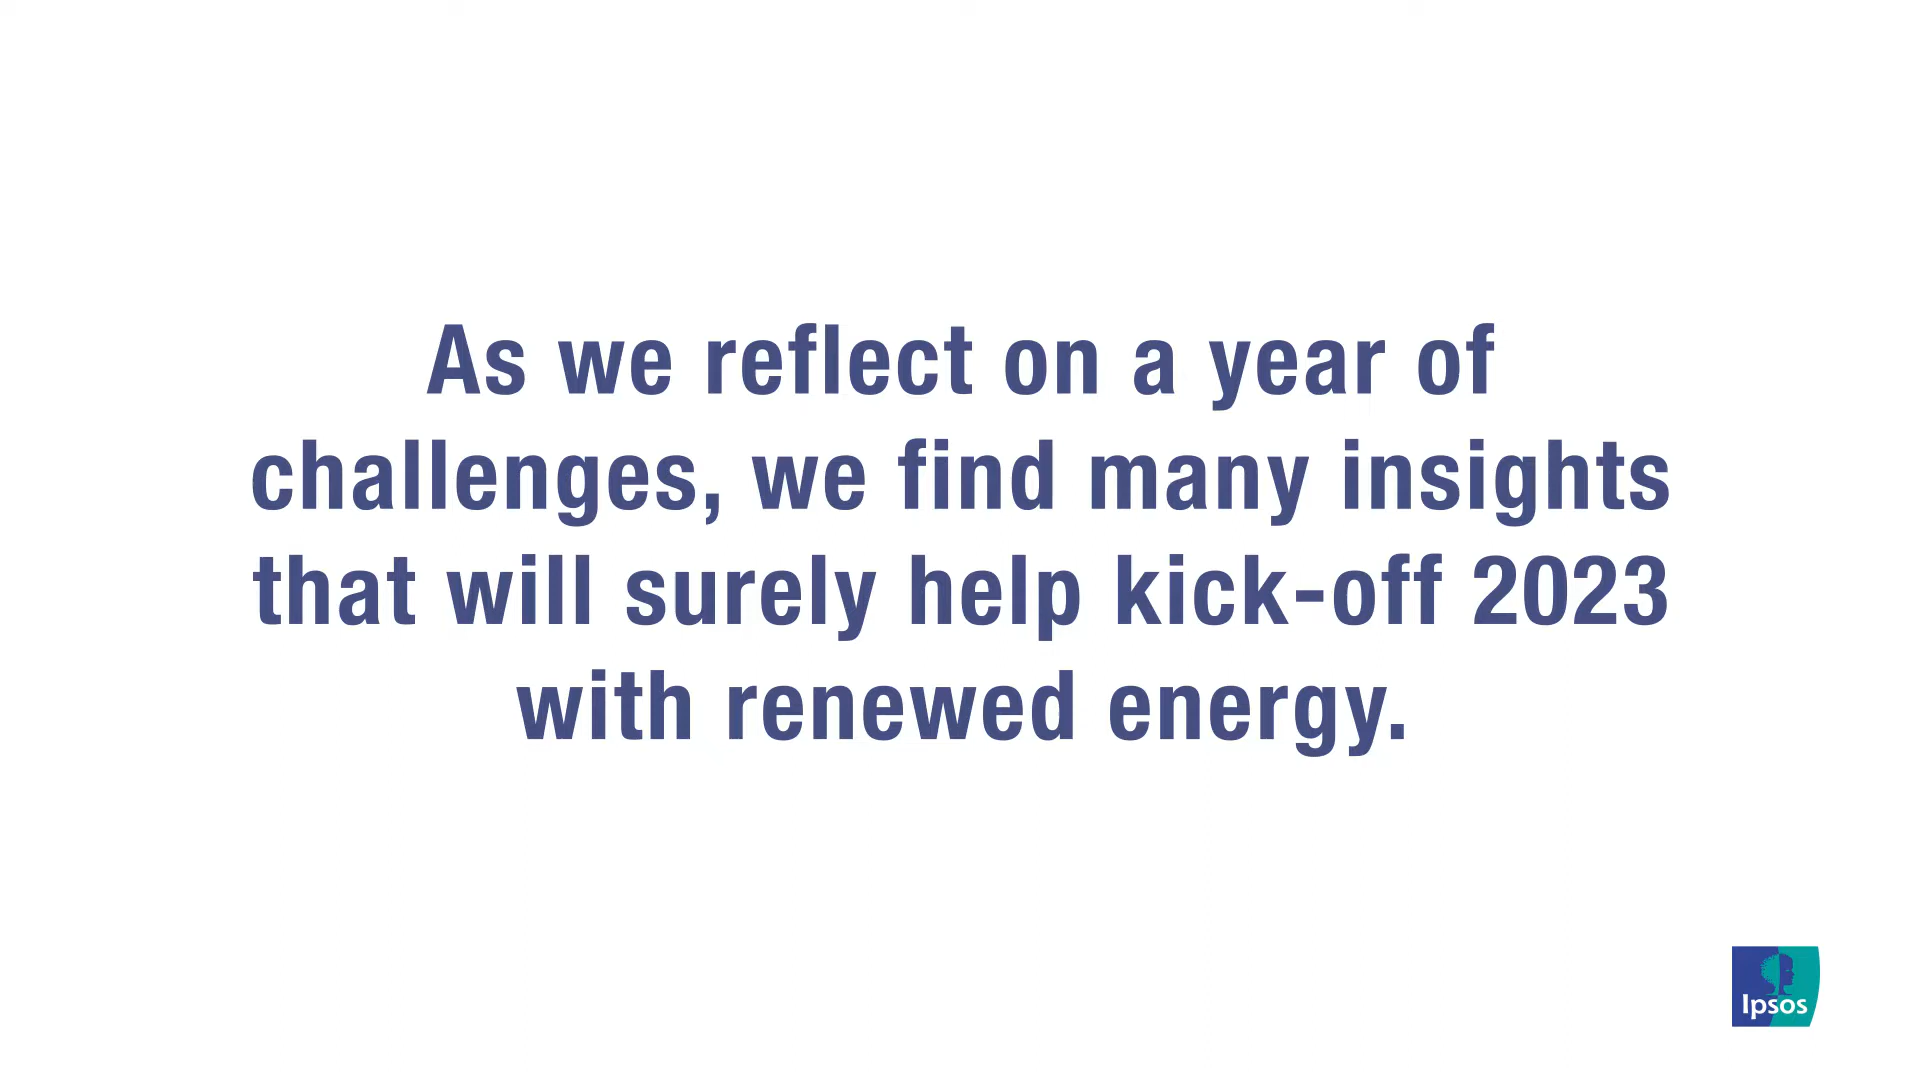 As we reflect on a year of
challenges, we find many insights
that will surely help kick-off 2023
with renewed energy.
Ipsos